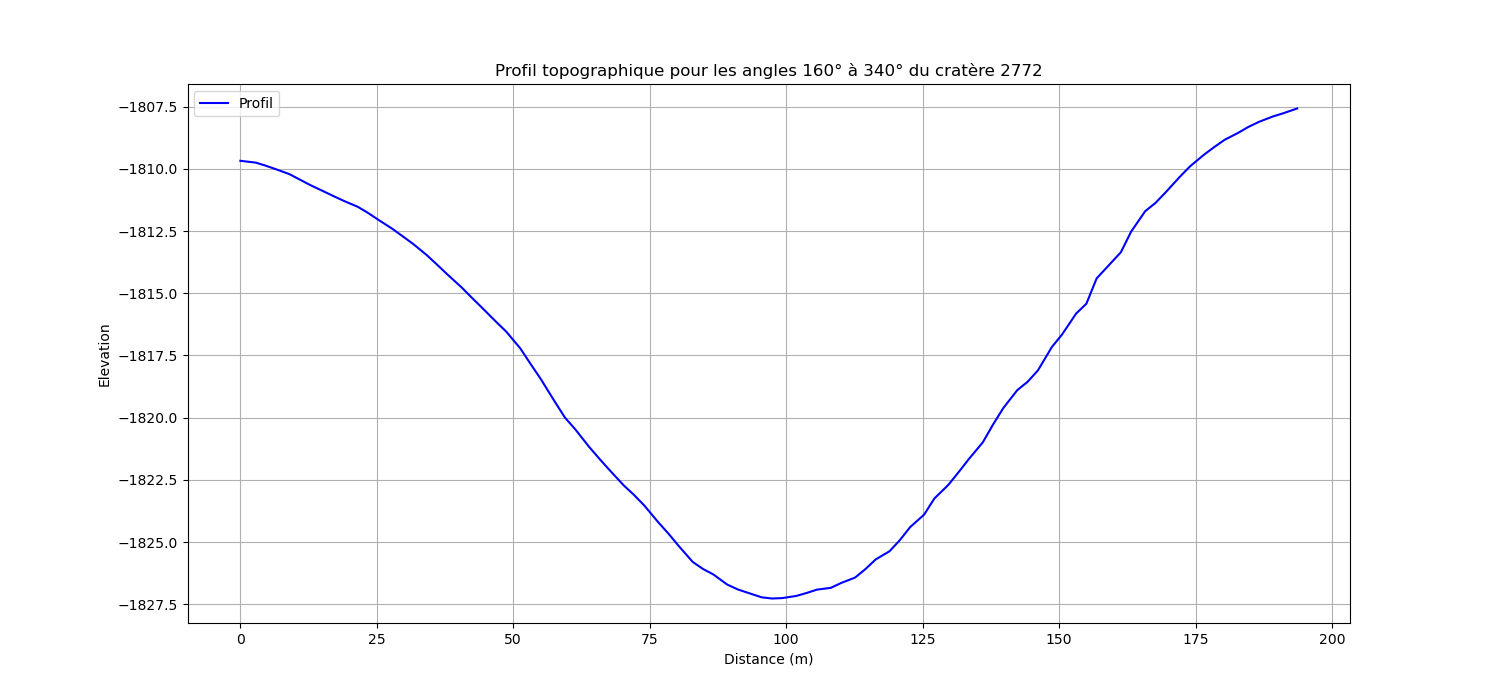 Profil topographique pour les angles 160° à 340° du cratère 2772
Profil
−1807.5
−1810.0
−1812.5
−1815.0
−1817.5
−1820.0
−1822.5
−1825.0
−1827.5
Elevation
0 25 50 75 100 125 150 175 200
Distance (m)